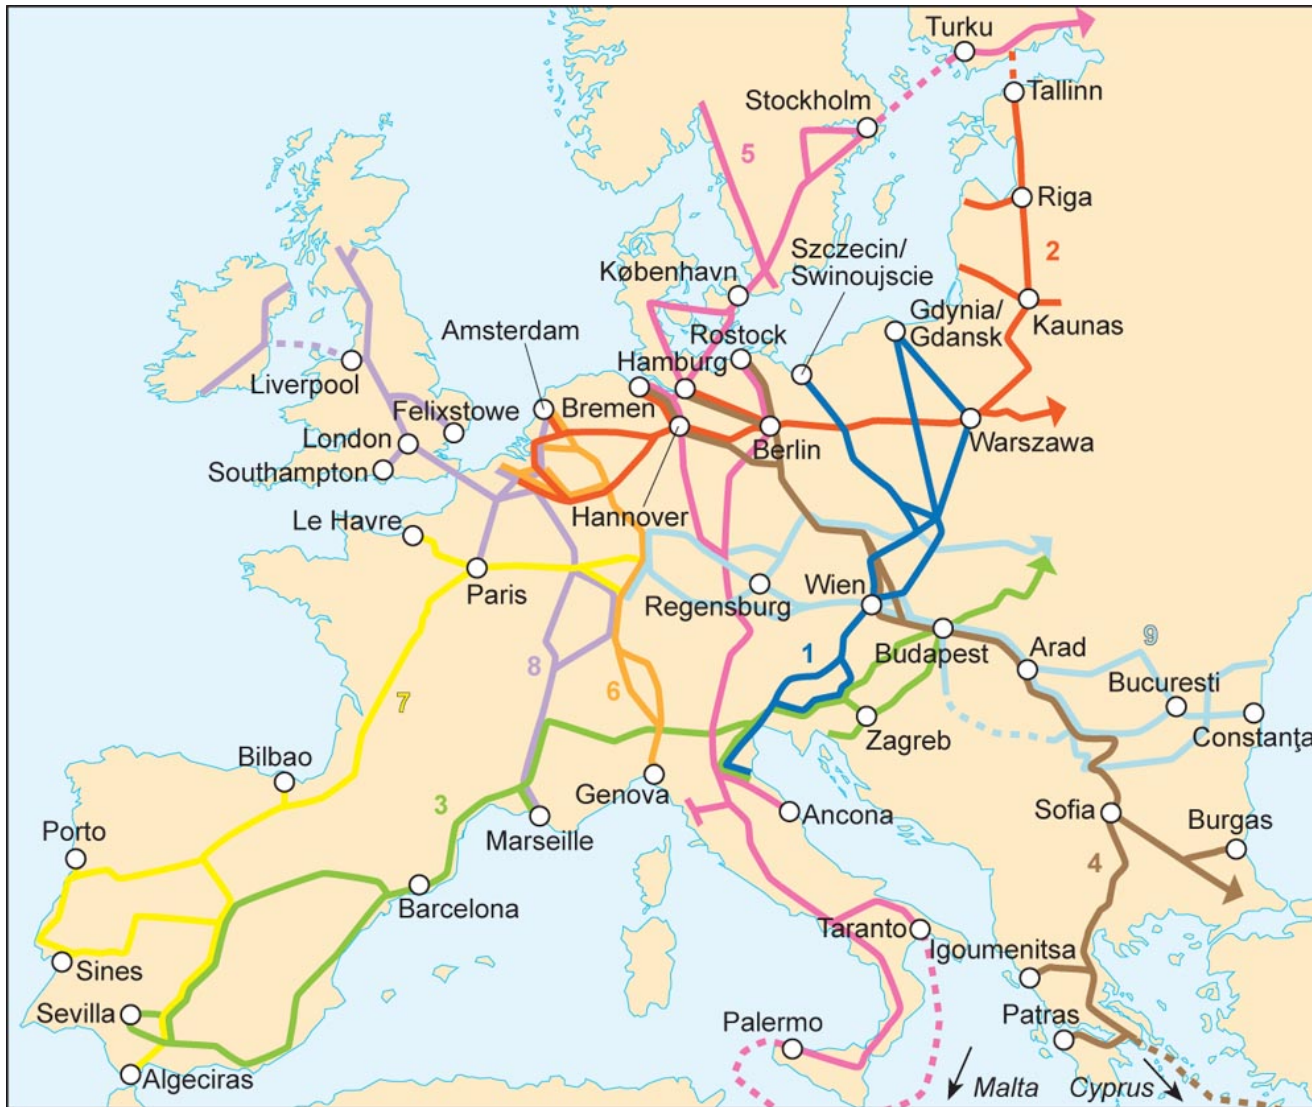 Turku
Tallinn
Stockholm
5
Riga
2
Szczecin/
Swinoujscie
København
Gdynia/
Gdansk
Kaunas
Amsterdam
Rostock
Hamburg
Liverpool
Felixstowe
Bremen
London
Berlin
Warszawa
Southampton
Le Havre
Hannover
Paris
Regensburg
Wien
1
Budapest
Arad
9
8
6
7
Bucuresti
Zagreb
Constanţa
Bilbao
Genova
3
Marseille
Ancona
Sofia
Burgas
Porto
4
Barcelona
Taranto
Igoumenitsa
Sines
Sevilla
Palermo
Patras
Algeciras
Malta
Cyprus